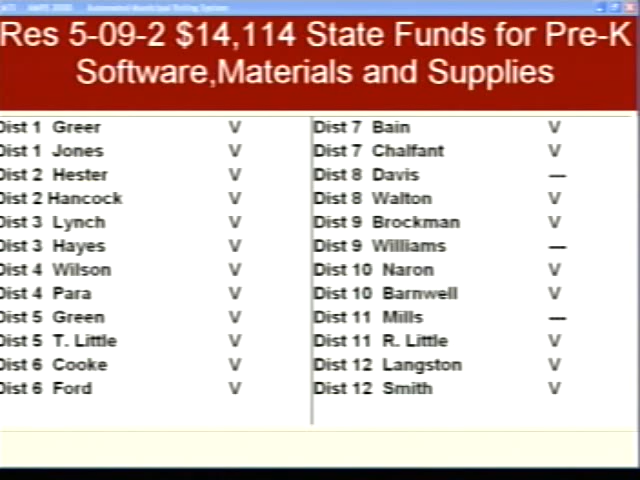 Automated Municipal Voting System
Res 5-09-2 $14,114 State Funds for Pre-K
Software,Materials and Supplies
Dist 1 Greer V
Dist 1 Jones V
Dist 2 Hester V
Dist 2 Hancock V
Dist 3 Lynch V
Dist 3 Hayes V
Dist 4 Wilson V
Dist 4 Para V
Dist 5 Green V
Dist 5 T. Little V
Dist 6 Cooke V
Dist 6 Ford V
Dist 7 Bain V
Dist 7 Chalfant V
Dist 8 Davis —
Dist 8 Walton V
Dist 9 Brockman V
Dist 9 Williams —
Dist 10 Naron V
Dist 10 Barnwell V
Dist 11 Mills —
Dist 11 R. Little V
Dist 12 Langston V
Dist 12 Smith V